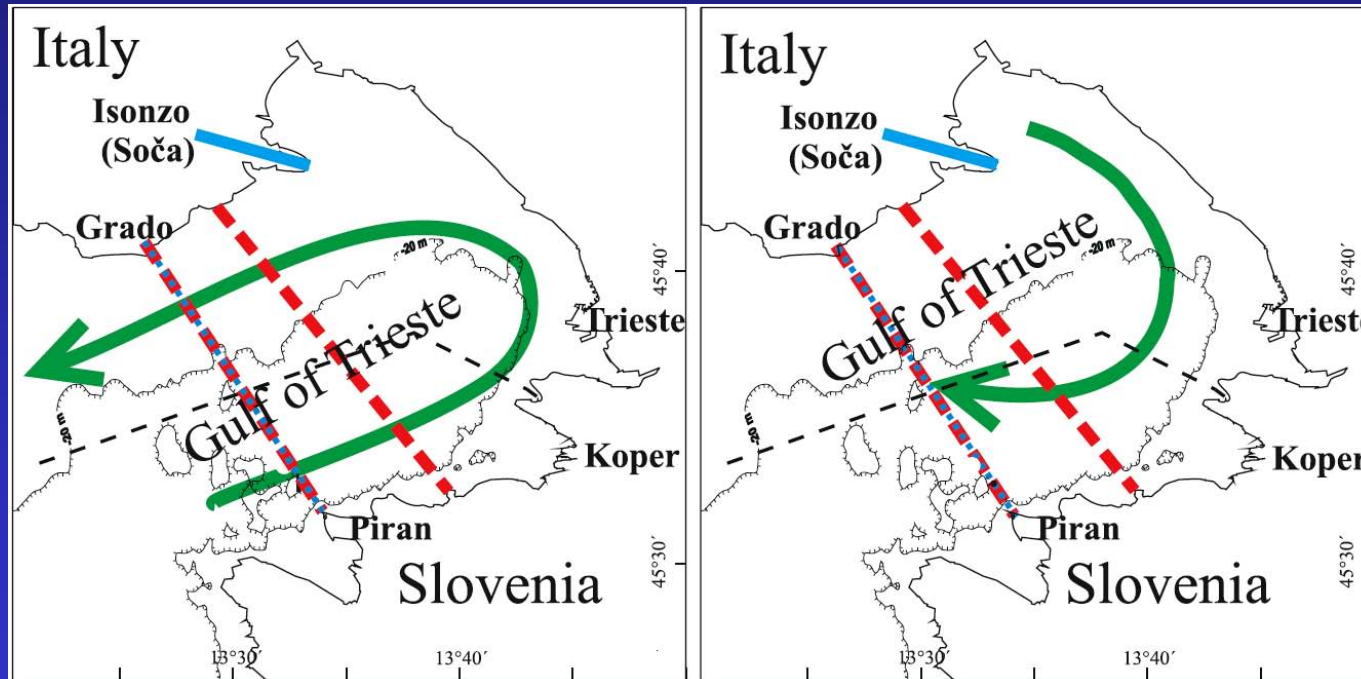 Italy
Isonzo
(Soča)
Grado
-20 m
Gulf of Trieste
Trieste
45°40´
-20 m
Koper
Piran
45°30´
Slovenia
13°30´
13°40´
Italy
Isonzo
(Soča)
Grado
-20 m
Gulf of Trieste
Trieste
45°40´
-20 m
Koper
Piran
45°30´
Slovenia
13°30´
13°40´